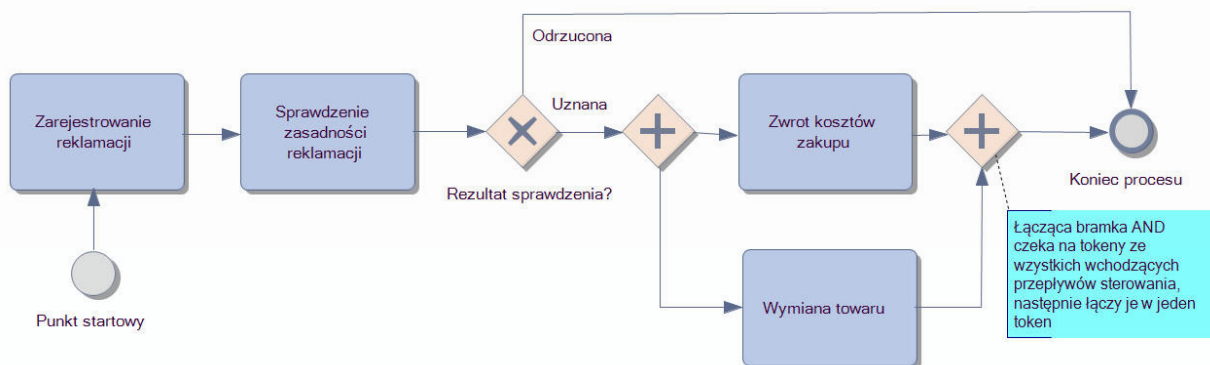 Odrzucona
Zarejestrowanie
reklamacji
Sprawdzenie
zasadności
reklamacji
Uznana
Zwrot kosztów
zakupu
Rezultat sprawdzenia?
Koniec procesu
Punkt startowy
Wymiana towaru
Łącząca bramka AND
czeka na tokeny ze
wzystkich wchodzących
przepływów sterowania,
następnie łączy je w jeden
token